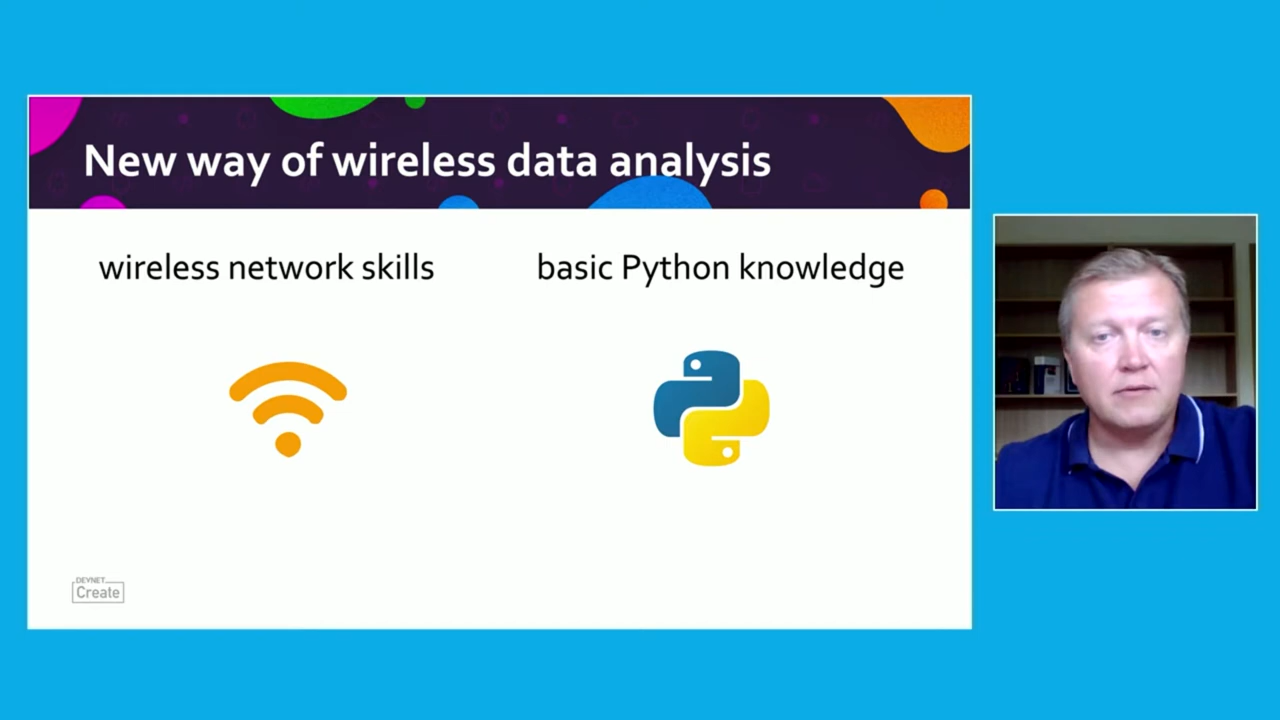 New way of wireless data analysis
wireless network skills
basic Python knowledge
DEVNET
Create